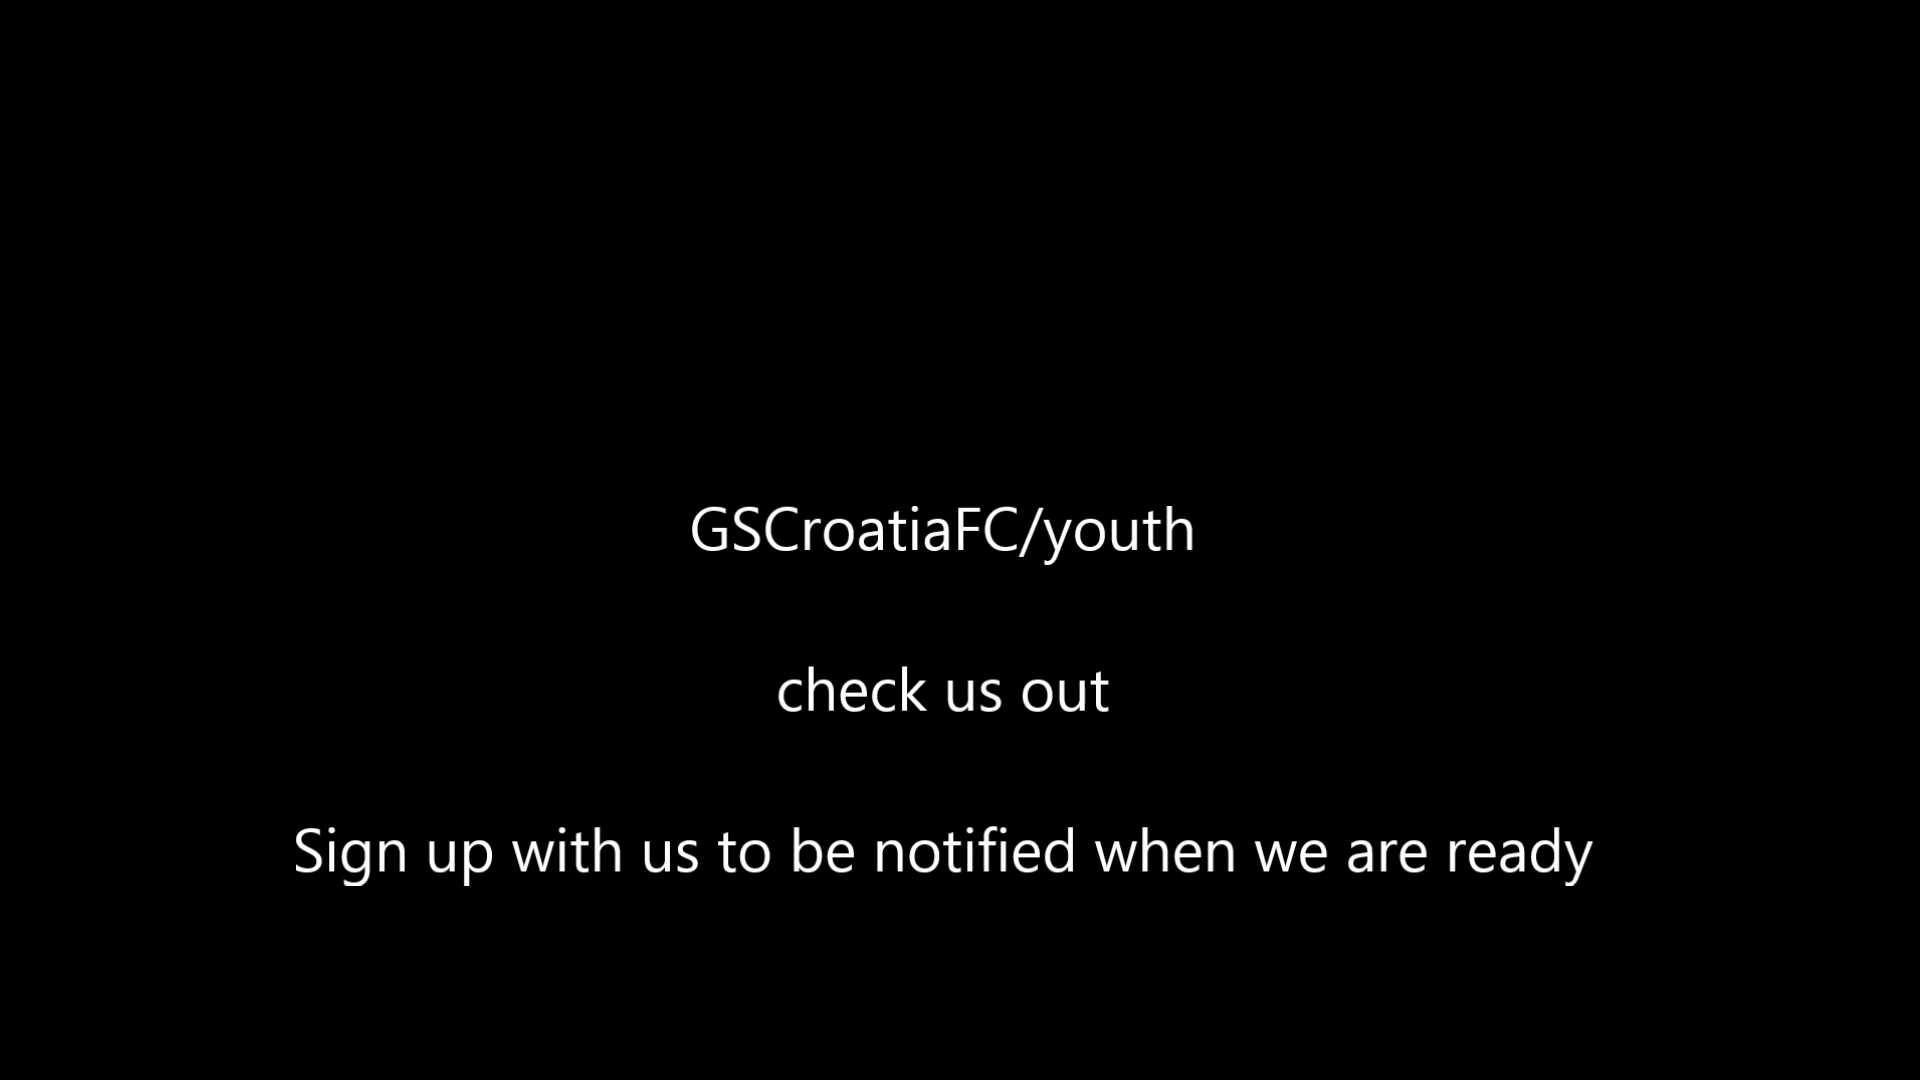 GSCroatiaFC/youth
check us out
Sign up with us to be notified when we are ready